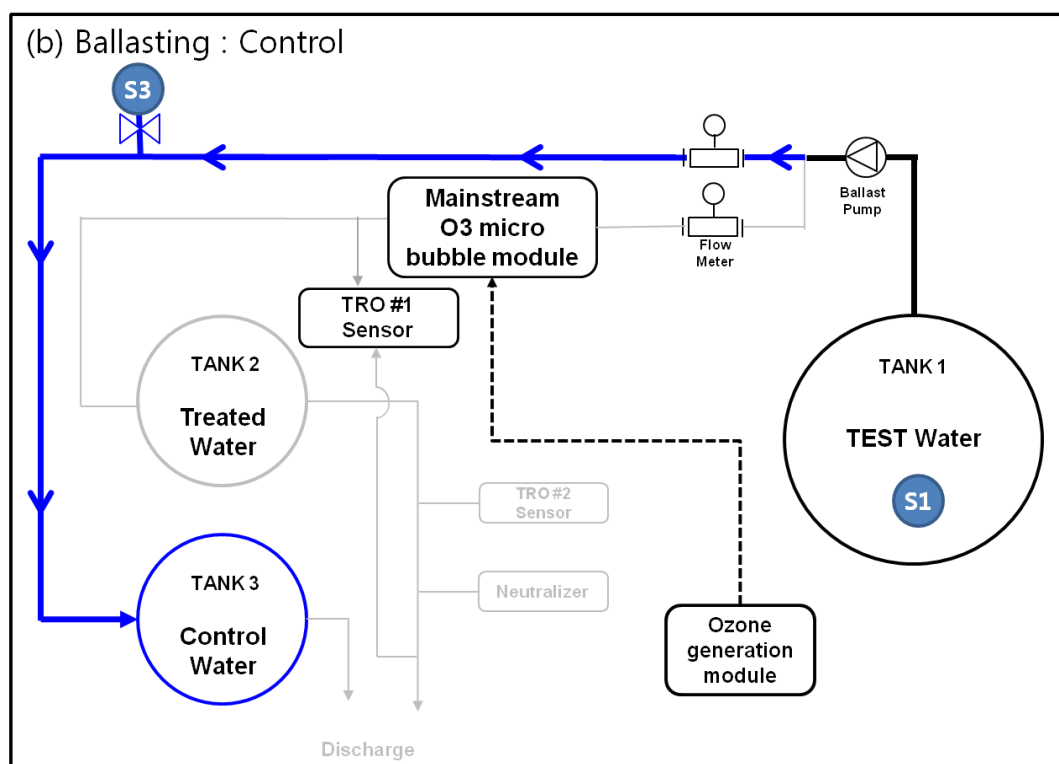 (b) Ballasting : Control
S3
Ballast
Pump
Mainstream
O3 micro
bubble module
Flow
Meter
TRO #1
Sensor
TANK 2
Treated
Water
TANK 1
TEST Water
S1
TRO #2
Sensor
Neutralizer
TANK 3
Control
Water
Ozone
generation
module
Discharge